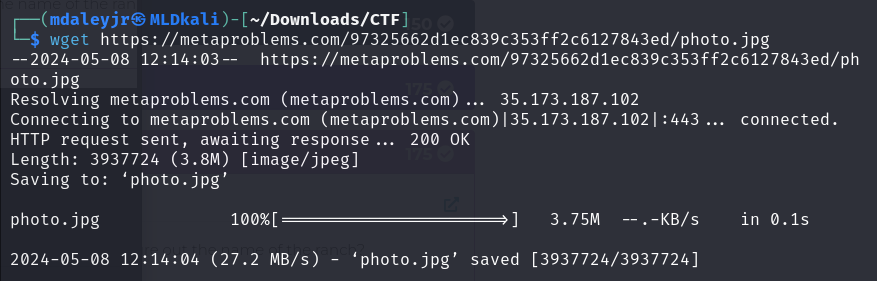 ┌──(mdaleyjr㉿MLDkali)-[~/Downloads/CTF]
└─$ wget https://metaproblems.com/97325662d1ec839c353ff2c6127843ed/photo.jpg
--2024-05-08 12:14:03--  https://metaproblems.com/97325662d1ec839c353ff2c6127843ed/ph
oto.jpg
Resolving metaproblems.com (metaproblems.com)... 35.173.187.102
Connecting to metaproblems.com (metaproblems.com)|35.173.187.102|:443... connected.
HTTP request sent, awaiting response... 200 OK
Length: 3937724 (3.8M) [image/jpeg]
Saving to: ‘photo.jpg’

photo.jpg             100%[=======================>]   3.75M  --.-KB/s    in 0.1s

2024-05-08 12:14:04 (27.2 MB/s) - ‘photo.jpg’ saved [3937724/3937724]